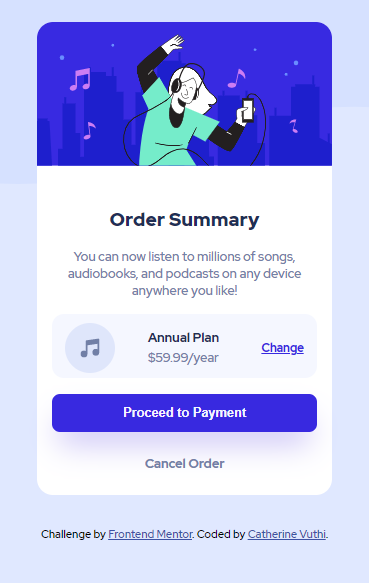 Order Summary
You can now listen to millions of songs,
audiobooks, and podcasts on any device
anywhere you like!
Annual Plan
$59.99/year
Change
Proceed to Payment
Cancel Order
Challenge by Frontend Mentor. Coded by Catherine Vuthi.